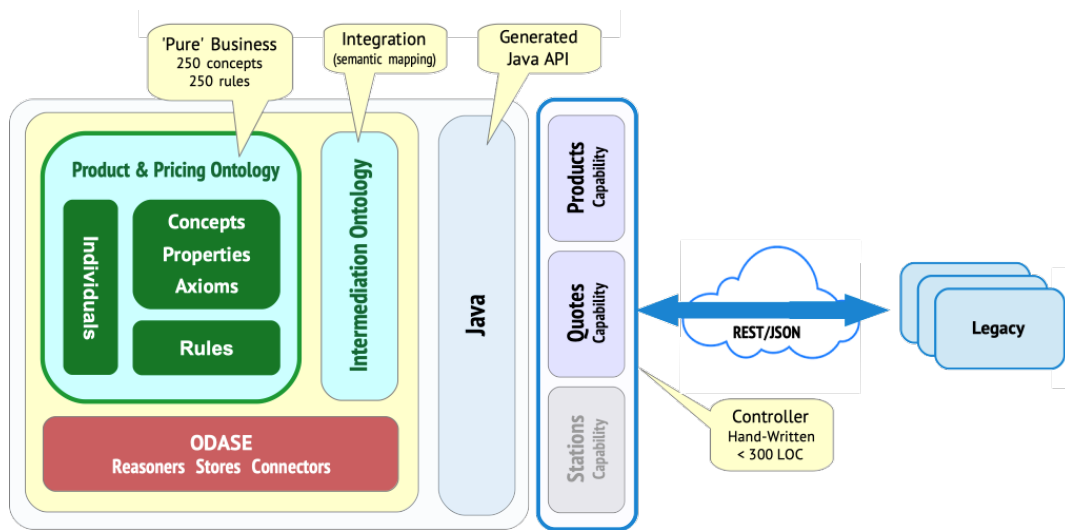 'Pure' Business
250 concepts
250 rules
Integration
(semantic mapping)
Generated
Java API
Product & Pricing Ontology
Individuals
Concepts
Properties
Axioms
Rules
Intermediation Ontology
ODASE
Reasoners Stores Connectors
Java
Products
Capability
Quotes
Capability
Stations
Capability
REST/JSON
Legacy
Controller
Hand-Written
< 300 LOC